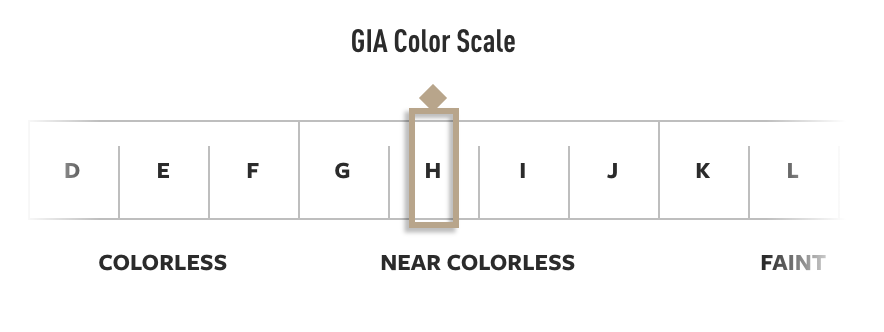 GIA Color Scale
D E F G H I J K L
COLORLESS NEAR COLORLESS FAINT